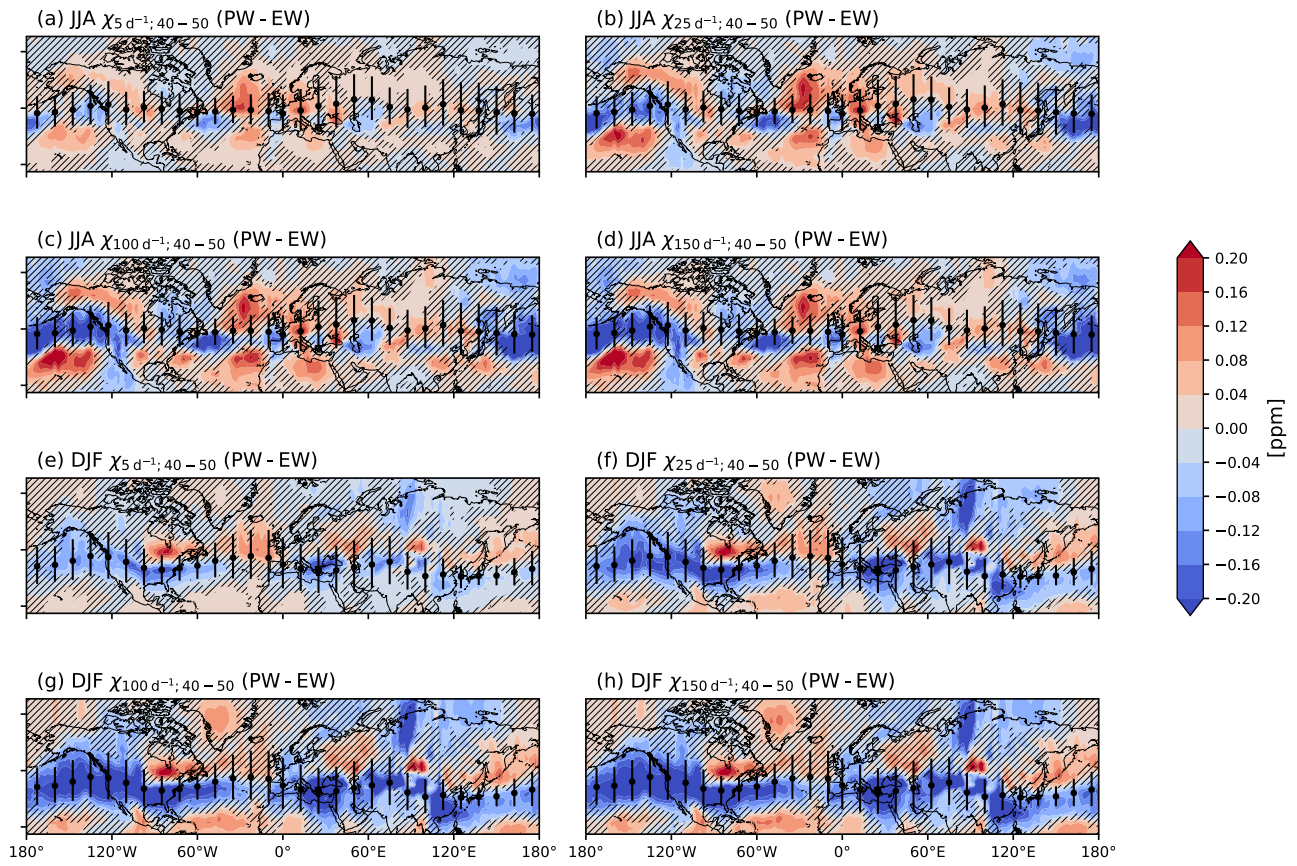 (a) JJA χ5 d−1; 40 − 50 (PW - EW)
(b) JJA χ25 d−1; 40 − 50 (PW - EW)
(c) JJA χ100 d−1; 40 − 50 (PW - EW)
(d) JJA χ150 d−1; 40 − 50 (PW - EW)
0.20
0.16
0.12
0.08
0.04
0.00
−0.04
−0.08
−0.12
−0.16
−0.20
[ppm]
(e) DJF χ5 d−1; 40 − 50 (PW - EW)
(f) DJF χ25 d−1; 40 − 50 (PW - EW)
(g) DJF χ100 d−1; 40 − 50 (PW - EW)
(h) DJF χ150 d−1; 40 − 50 (PW - EW)
180° 120°W 60°W 0° 60°E 120°E 180°
180° 120°W 60°W 0° 60°E 120°E 180°